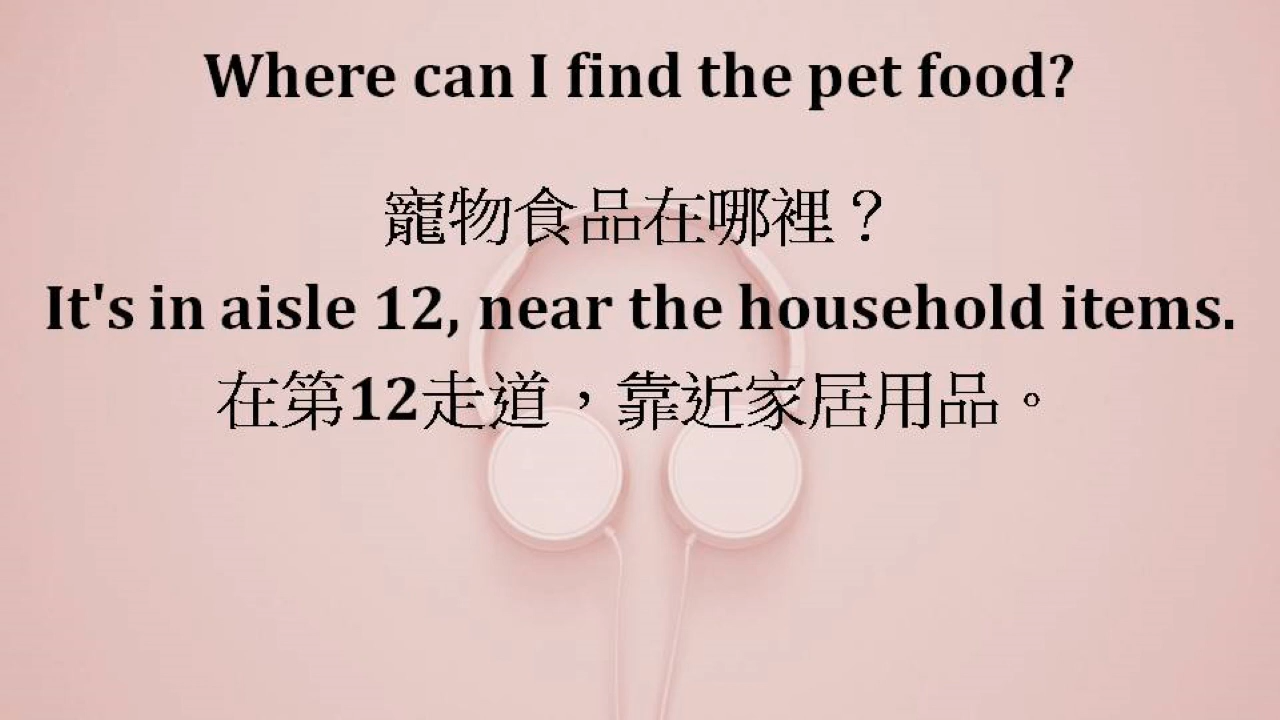 Where can I find the pet food?
寵物食品在哪裡？
It's in aisle 12, near the household items.
在第12走道，靠近家居用品。